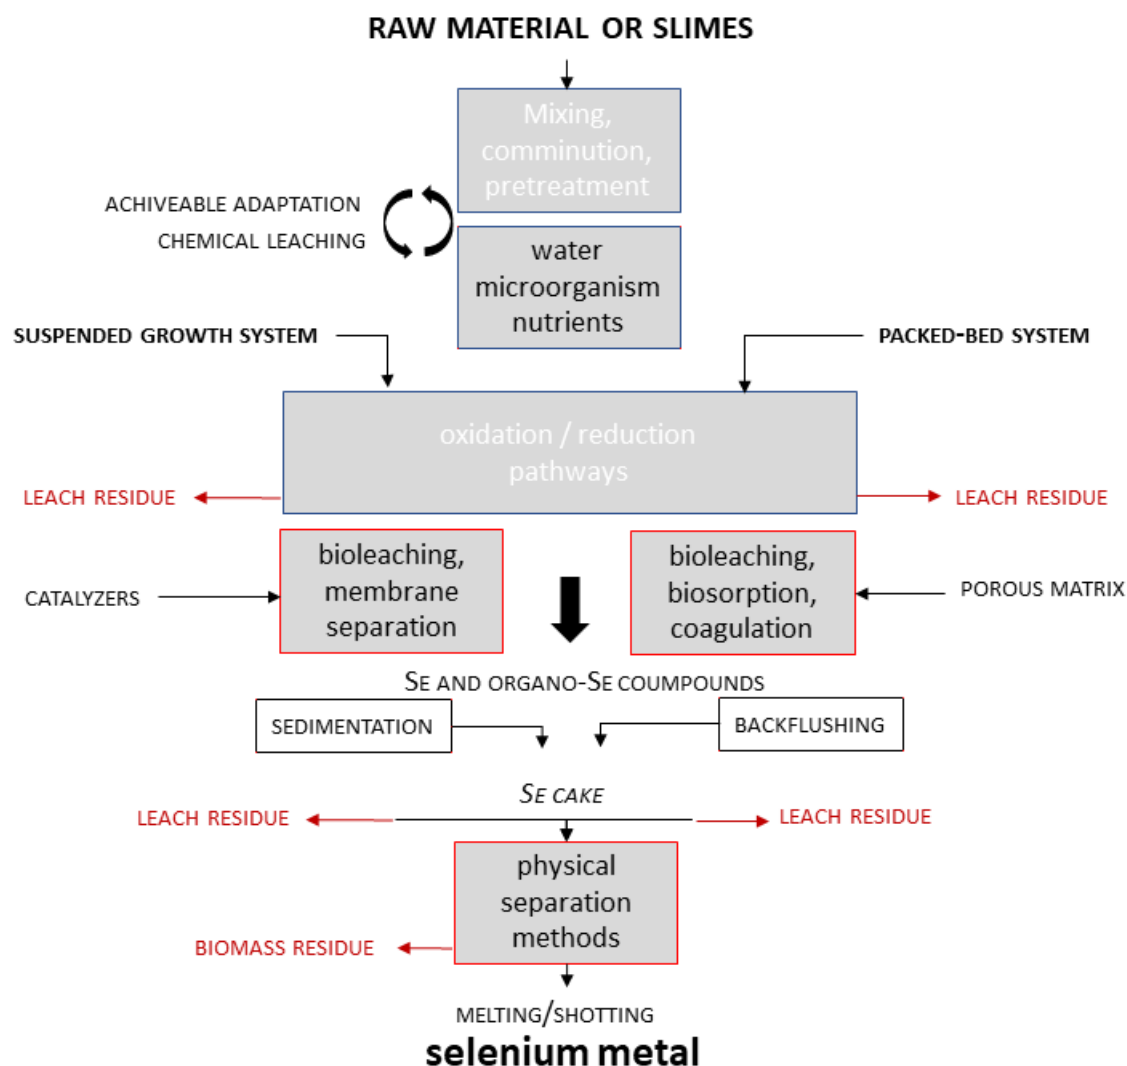 RAW MATERIAL OR SLIMES
Mixing,
comminution,
pretreatment
ACHIVEABLE ADAPTATION
CHEMICAL LEACHING
water
microorganism
nutrients
SUSPENDED GROWTH SYSTEM
PACKED-BED SYSTEM
oxidation / reduction
pathways
LEACH RESIDUE
LEACH RESIDUE
bioleaching,
membrane
separation
bioleaching,
biosorption,
coagulation
CATALYZERS
POROUS MATRIX
SE AND ORGANO-SE COUMPOUNDS
SEDIMENTATION
BACKFLUSHING
SE CAKE
LEACH RESIDUE
LEACH RESIDUE
physical
separation
methods
BIOMASS RESIDUE
MELTING/SHOTTING
selenium metal